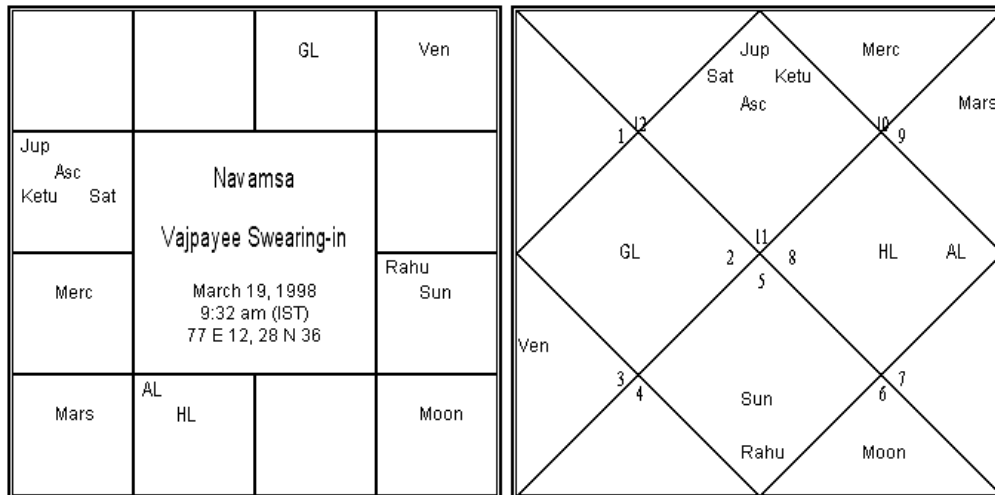 GL
Ven
Jup
Asc
Ketu Sat
Merc
Mars
AL
HL
Moon
Rahu
Sun
Navamsa
Vajpayee Swearing-in
March 19, 1998
9:32 am (IST)
77 E 12, 28 N 36
Jup
Sat Ketu
Asc
Merc
Mars
12
1
10
9
11
GL
2
8
HL
AL
5
Ven
3
4
7
6
Sun
Rahu
Moon